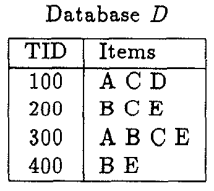 Database D
TID Items
100 A C D
200 B C E
300 A B C E
400 B E